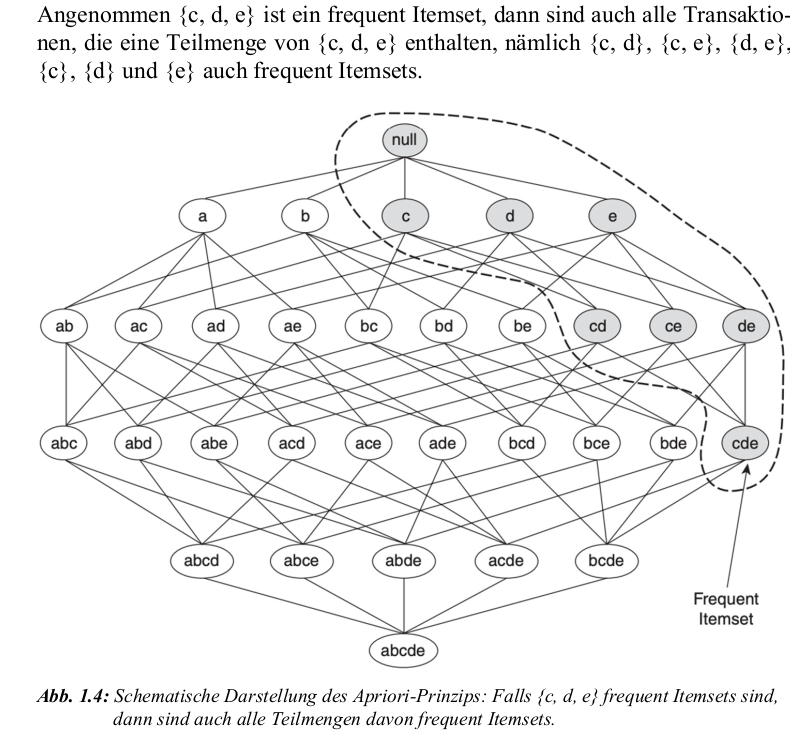 Angenommen {c, d, e} ist ein frequent Itemset, dann sind auch alle Transaktio-
nen, die eine Teilmenge von {c, d, e} enthalten, nämlich {c, d}, {c, e}, {d, e},
{c}, {d} und {e} auch frequent Itemsets.
null
a b c d e
ab ac ad ae bc bd be cd ce de
abc abd abe acd ace ade bcd bce bde cde
abcd abce abde acde bcde
Frequent
Itemset
abcde
Abb. 1.4: Schematische Darstellung des Apriori-Prinzips: Falls {c, d, e} frequent Itemsets sind,
dann sind auch alle Teilmengen davon frequent Itemsets.